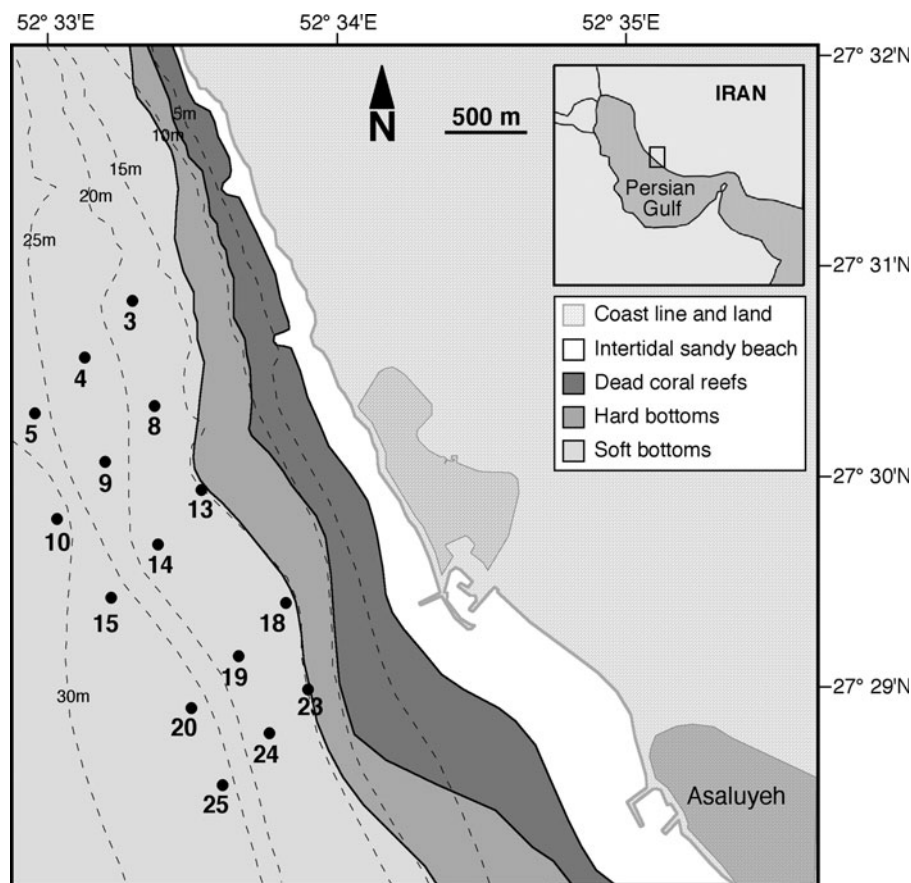 52° 33'E
52° 34'E
52° 35'E
27° 32'N
IRAN
500 m
N
Persian
Gulf
5m
10m
15m
20m
25m
27° 31'N
3
Coast line and land
Intertidal sandy beach
Dead coral reefs
Hard bottoms
Soft bottoms
4
5
8
9
27° 30'N
13
10
14
15
18
19
27° 29'N
23
30m
20
24
25
Asaluyeh